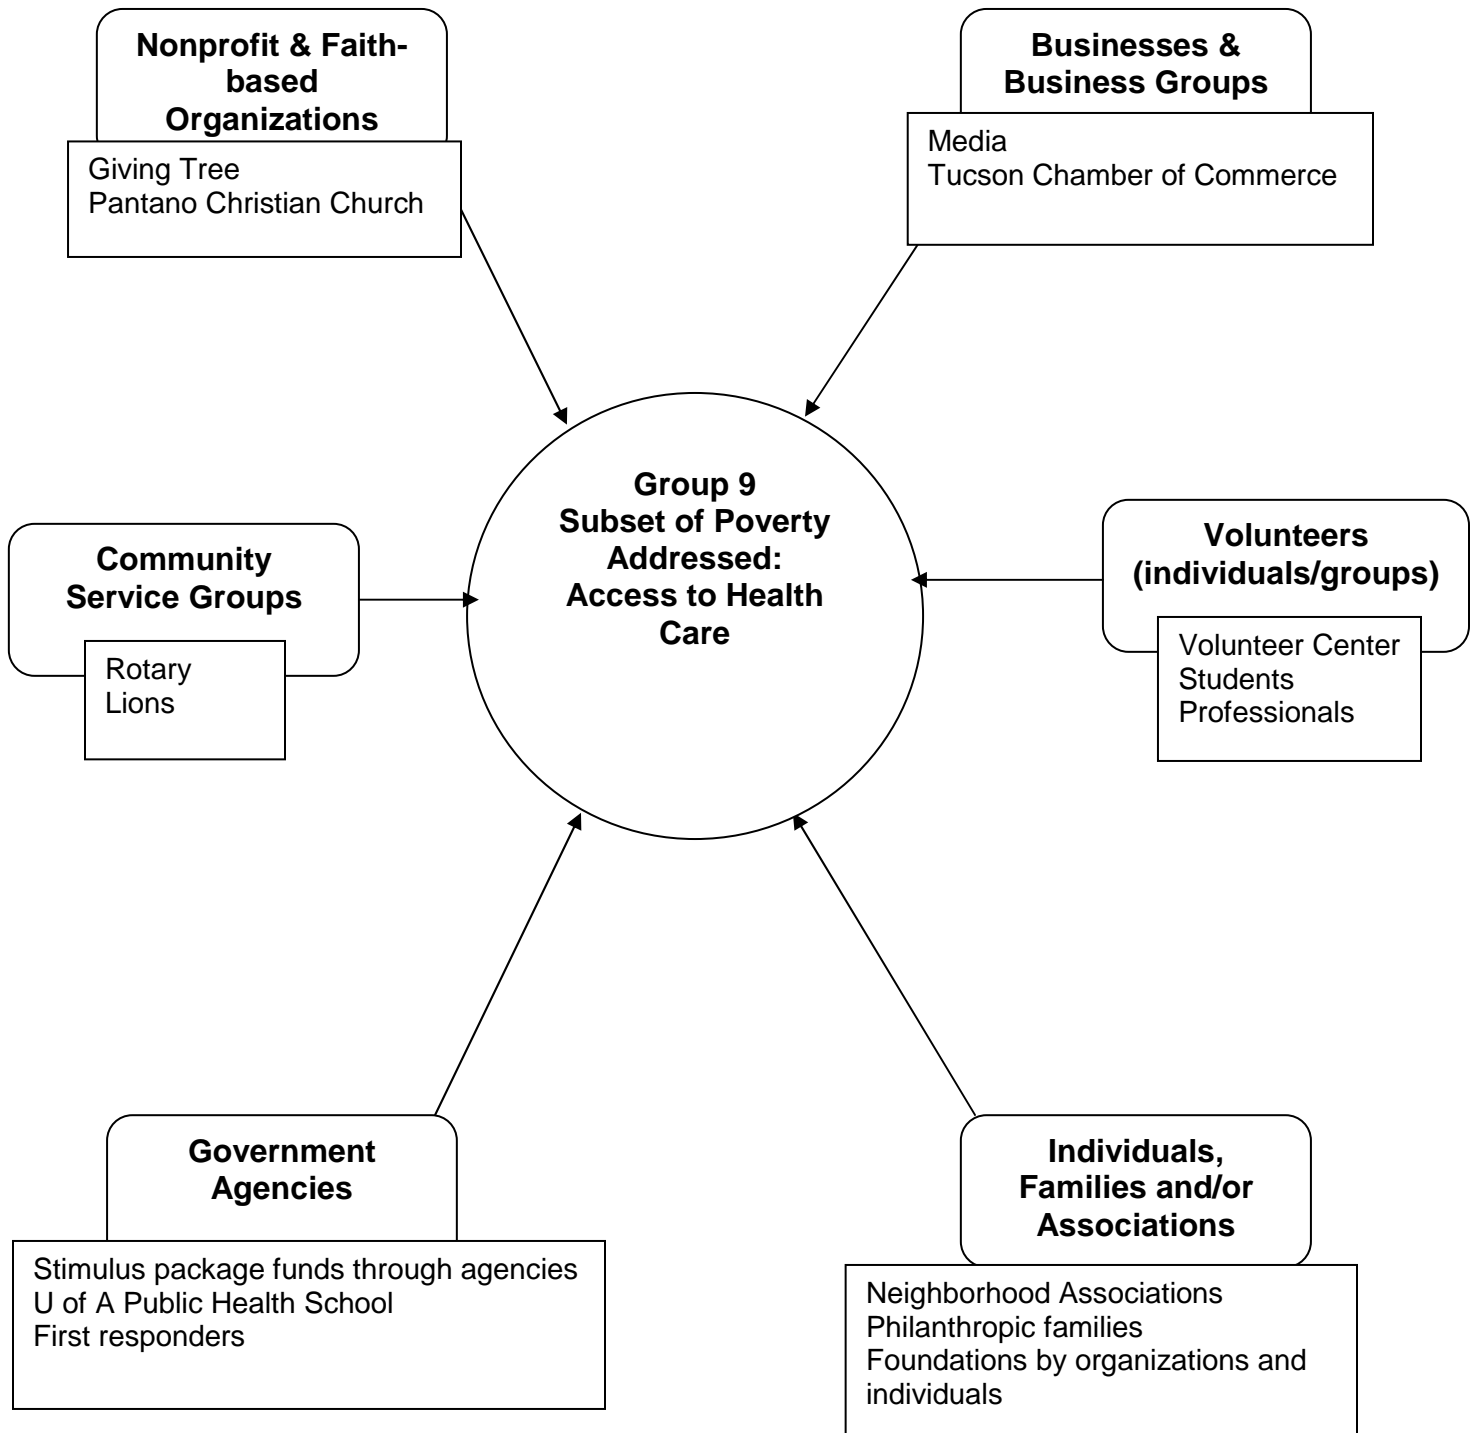 Nonprofit & Faith-
based
Organizations
Giving Tree
Pantano Christian Church
Businesses &
Business Groups
Media
Tucson Chamber of Commerce
Group 9
Subset of Poverty
Addressed:
Access to Health
Care
Community
Service Groups
Rotary
Lions
Volunteers
(individuals/groups)
Volunteer Center
Students
Professionals
Government
Agencies
Stimulus package funds through agencies
U of A Public Health School
First responders
Individuals,
Families and/or
Associations
Neighborhood Associations
Philanthropic families
Foundations by organizations and
individuals